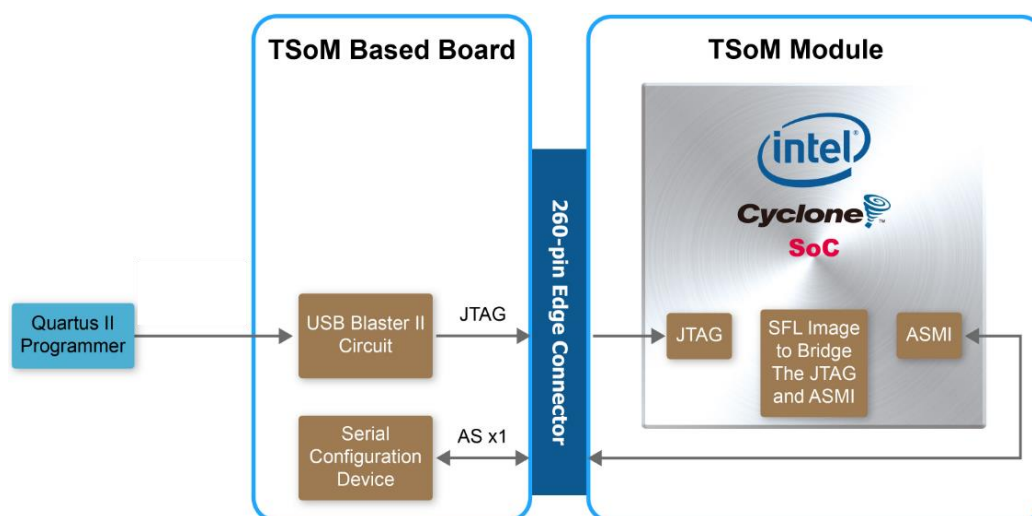 TSoM Based Board
TSoM Module
intel
Cyclone
SoC
260-pin Edge Connector
Quartus II
Programmer
USB Blaster II
Circuit
JTAG
JTAG
SFL Image
to Bridge
The JTAG
and ASMI
ASMI
Serial
Configuration
Device
AS x1